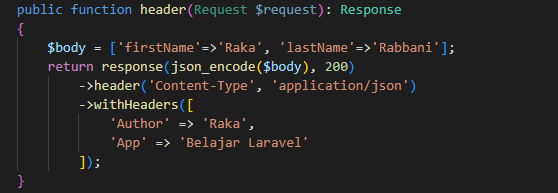 public function header(Request $request): Response
{
$body = ['firstName'=>'Raka', 'lastName'=>'Rabbani'];
return response(json_encode($body), 200)
->header('Content-Type', 'application/json')
->withHeaders([
'Author' => 'Raka',
'App' => 'Belajar Laravel'
]);
}